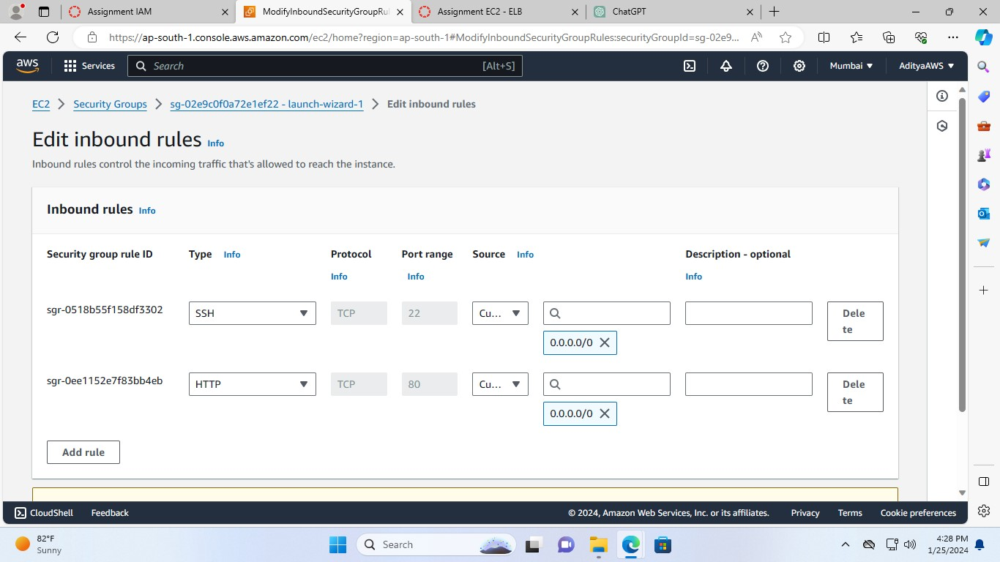 Assignment IAM
ModifyInboundSecurityGroupRu
Assignment EC2 - ELB
ChatGPT
https://ap-south-1.console.aws.amazon.com/ec2/home?region=ap-south-1#ModifyInboundSecurityGroupRules:securityGroupId=sg-02e9...
aws
Services
Search
[Alt+S]
Mumbai
AdityaAWS
EC2
Security Groups
sg-02e9c0f0a72e1ef22 - launch-wizard-1
Edit inbound rules
Edit inbound rules Info
Inbound rules control the incoming traffic that's allowed to reach the instance.
Inbound rules Info
Security group rule ID
Type Info
Protocol
Info
Port range
Info
Source Info
Description - optional
Info
sgr-0518b55f158df3302
SSH
TCP
22
Cu...
0.0.0.0/0
Dele
te
sgr-0ee1152e7f83bb4eb
HTTP
TCP
80
Cu...
0.0.0.0/0
Dele
te
Add rule
CloudShell
Feedback
© 2024, Amazon Web Services, Inc. or its affiliates.
Privacy
Terms
Cookie preferences
82°F
Sunny
Search
4:28 PM
1/25/2024